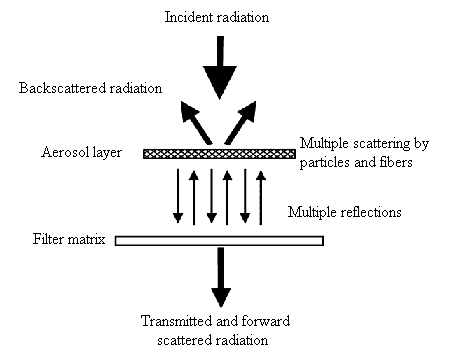 Incident radiation
Backscattered radiation
Aerosol layer
Multiple scattering by
particles and fibers
Multiple reflections
Filter matrix
Transmitted and forward
scattered radiation